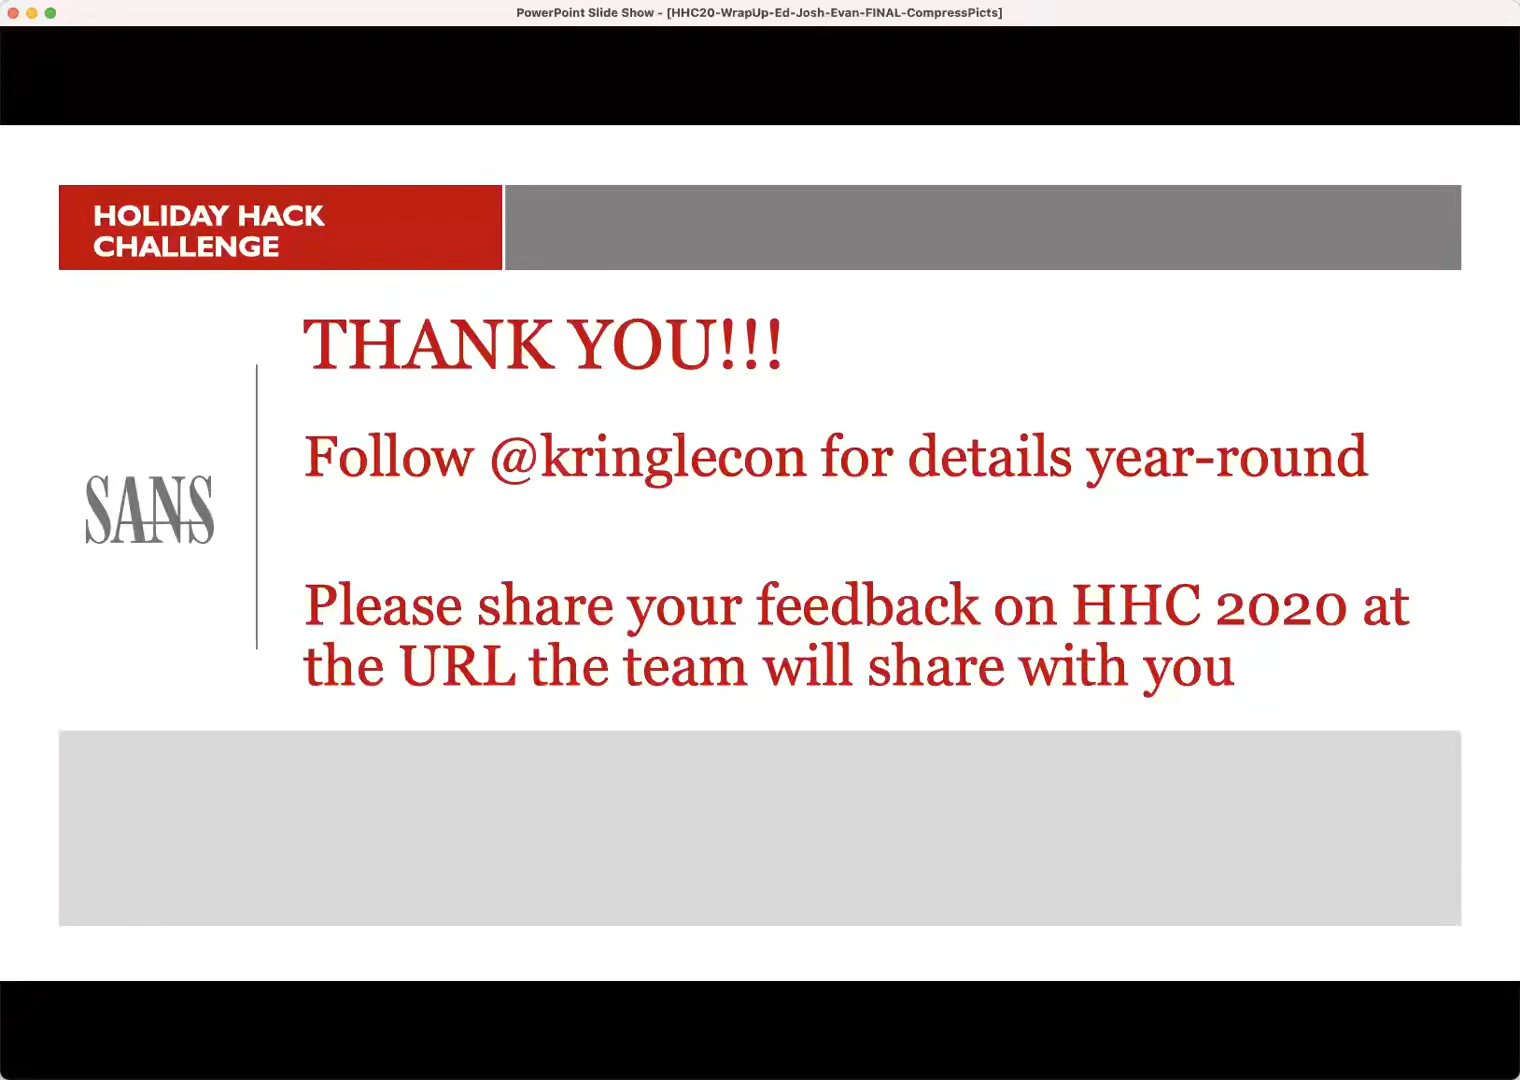 PowerPoint Slide Show - [HHC20-WrapUp-Ed-Josh-Evan-FINAL-CompressPicts]
HOLIDAY HACK
CHALLENGE
THANK YOU!!!
Follow @kringlecon for details year-round
SANS
Please share your feedback on HHC 2020 at
the URL the team will share with you